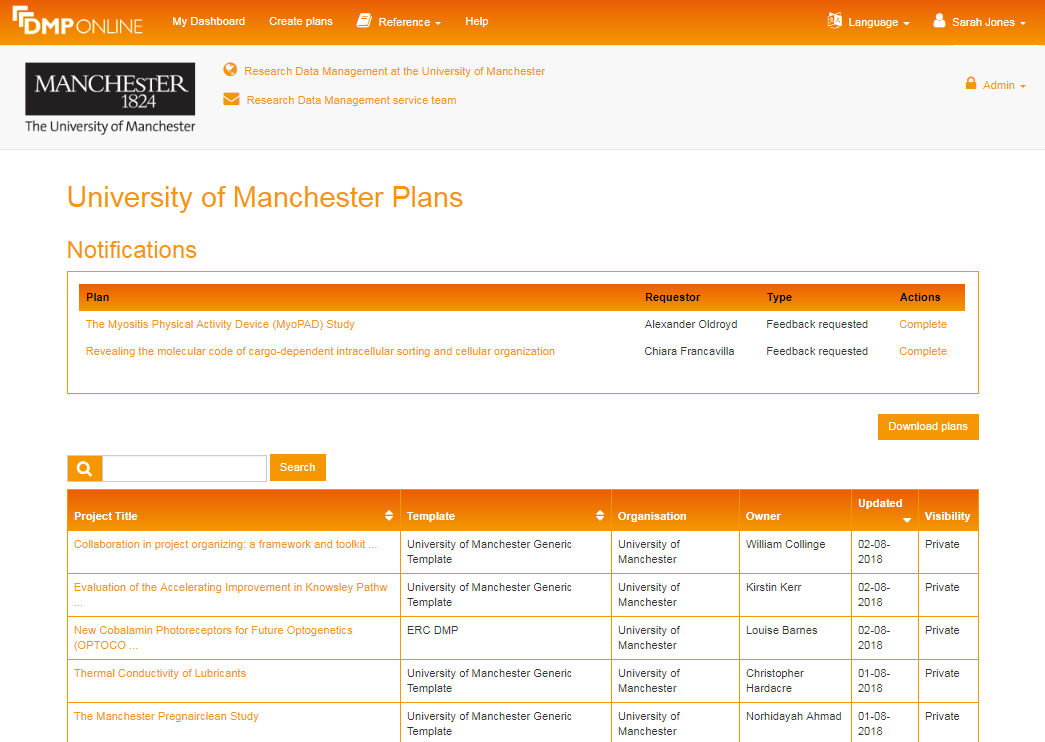 DMPONLINE My Dashboard Create plans Reference Help Language Sarah Jones
MANCHESTER
1824
The University of Manchester
Research Data Management at the University of Manchester
Research Data Management service team
Admin
University of Manchester Plans
Notifications
Plan Requestor Type Actions
The Myositis Physical Activity Device (MyoPAD) Study Alexander Oldroyd Feedback requested Complete
Revealing the molecular code of cargo-dependent intracellular sorting and cellular organization Chiara Francavilla Feedback requested Complete
Download plans
Search
Project Title Template Organisation Owner Updated Visibility
Collaboration in project organizing: a framework and toolkit ... University of Manchester Generic University of William Collinge 02-08- Private
Template Manchester 2018
Evaluation of the Accelerating Improvement in Knowsley Pathw University of Manchester Generic University of Kirstin Kerr 02-08- Private
... Template Manchester 2018
New Cobalamin Photoreceptors for Future Optogenetics ERC DMP University of Louise Barnes 02-08- Private
(OPTOCO ... Manchester 2018
Thermal Conductivity of Lubricants University of Manchester Generic University of Christopher 01-08- Private
Template Manchester Hardacre 2018
The Manchester Pregnairclean Study University of Manchester Generic University of Norhidayah Ahmad 01-08- Private
Template Manchester 2018